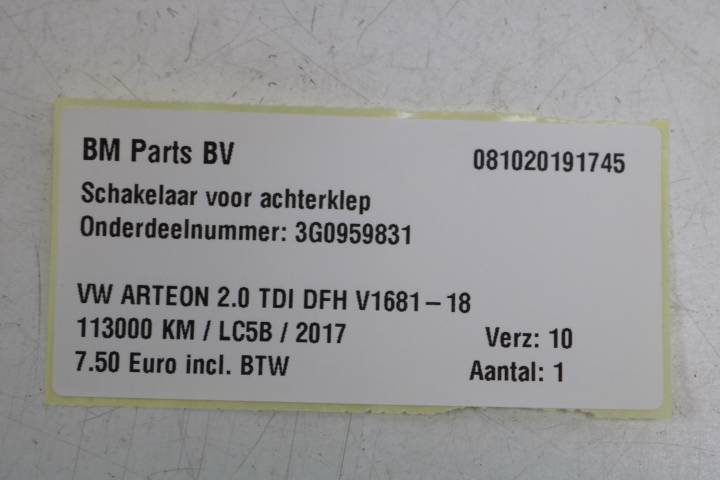 BM Parts BV 081020191745
Schakelaar voor achterklep
Onderdeelnummer: 3G0959831
VW ARTEON 2.0 TDI DFH V1681-18
113000 KM / LC5B / 2017 Verz: 10
7.50 Euro incl. BTW Aantal: 1